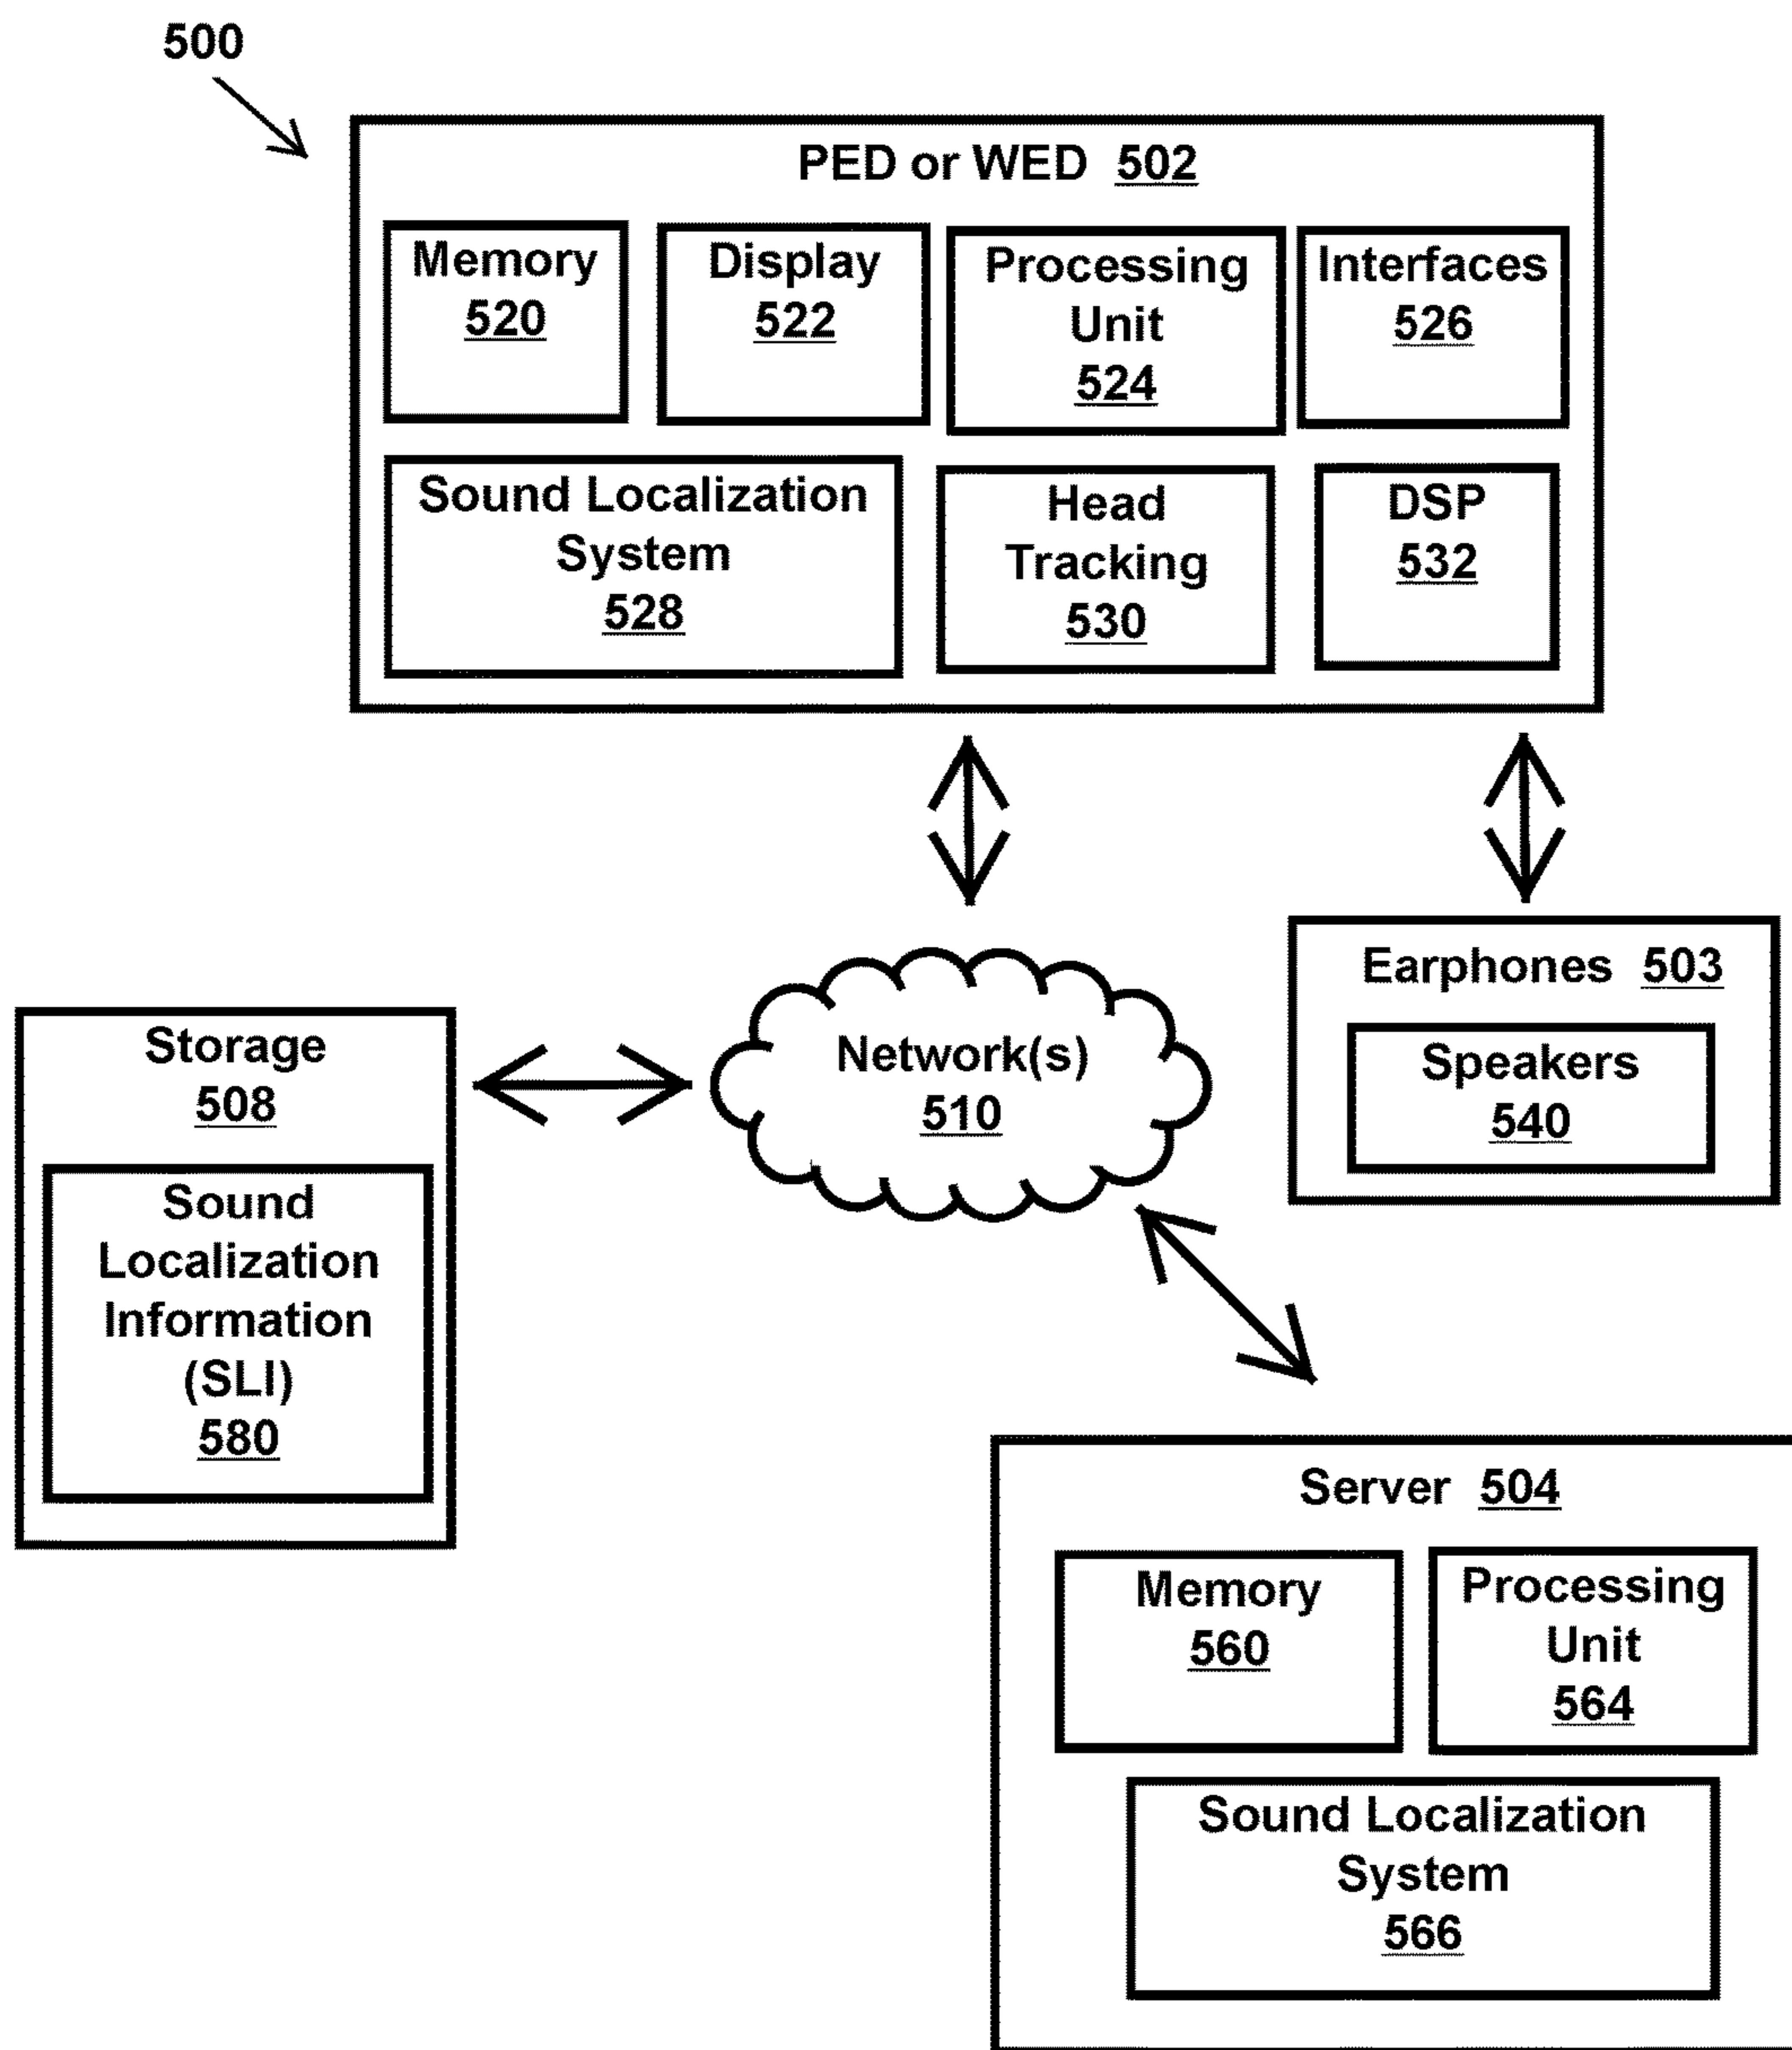 500
PED or WED 502
Memory
520
Display
522
Processing
Unit
524
Interfaces
526
Sound Localization
System
528
Head
Tracking
530
DSP
532
Storage
508
Sound
Localization
Information
(SLI)
580
Network(s)
510
Earphones 503
Speakers
540
Server 504
Memory
560
Processing
Unit
564
Sound Localization
System
566